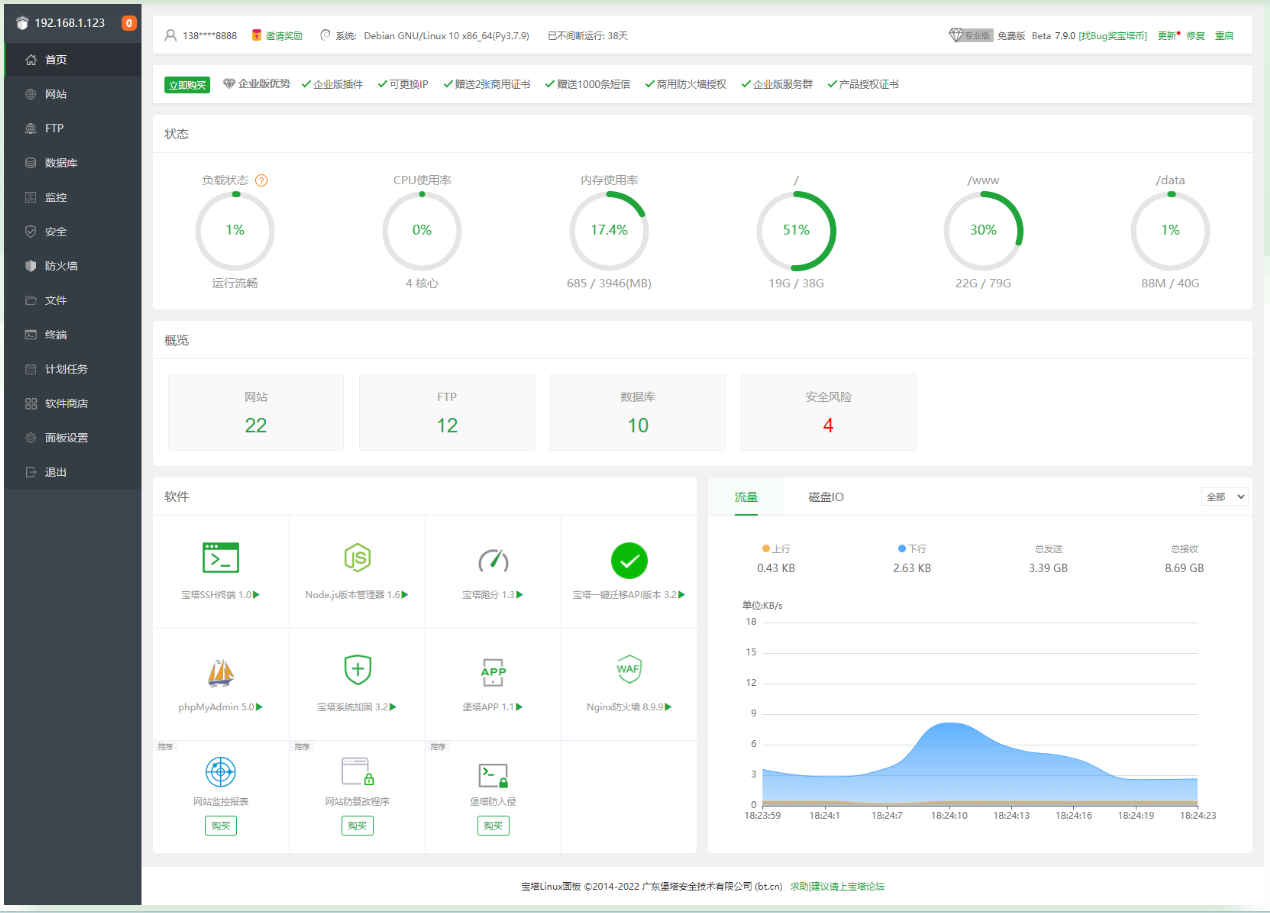 192.168.1.123 0
首页
网站
FTP
数据库
监控
安全
防火墙
文件
终端
计划任务
软件商店
面板设置
退出
138****8888 邀请奖励 系统: Debian GNU/Linux 10 x86_64(Py3.7.9) 已不间断运行: 38天 专业版 免费版 Beta 7.9.0 [找Bug奖宝塔币] 更新 修复 重启
立即购买 企业版优势 企业版插件 可更换IP 赠送2张商用证书 赠送1000条短信 商用防火墙授权 企业版服务群 产品授权证书
状态
负载状态 ? CPU使用率 内存使用率 / /www /data
1% 0% 17.4% 51% 30% 1%
运行流畅 4 核心 685 / 3946(MB) 19G / 38G 22G / 79G 88M / 40G
概览
网站 FTP 数据库 安全风险
22 12 10 4
软件
宝塔SSH终端 1.0 Node.js版本管理器 1.6 宝塔跑分 1.3 宝塔一键迁移API版本 3.2
JS
APP WAF
phpMyAdmin 5.0 宝塔系统加固 3.2 堡塔APP 1.1 Nginx防火墙 8.9.9
推荐 推荐 推荐
网站监控报表 网站防篡改程序 堡塔防入侵
购买 购买 购买
流量 磁盘IO 全部
上行 下行 总发送 总接收
0.43 KB 2.63 KB 3.39 GB 8.69 GB
单位:KB/s
18
15
12
9
6
3
0
18:23:59 18:24:1 18:24:7 18:24:10 18:24:13 18:24:16 18:24:19 18:24:23
宝塔Linux面板 ©2014-2022 广东堡塔安全技术有限公司 (bt.cn) 求助|建议请上宝塔论坛